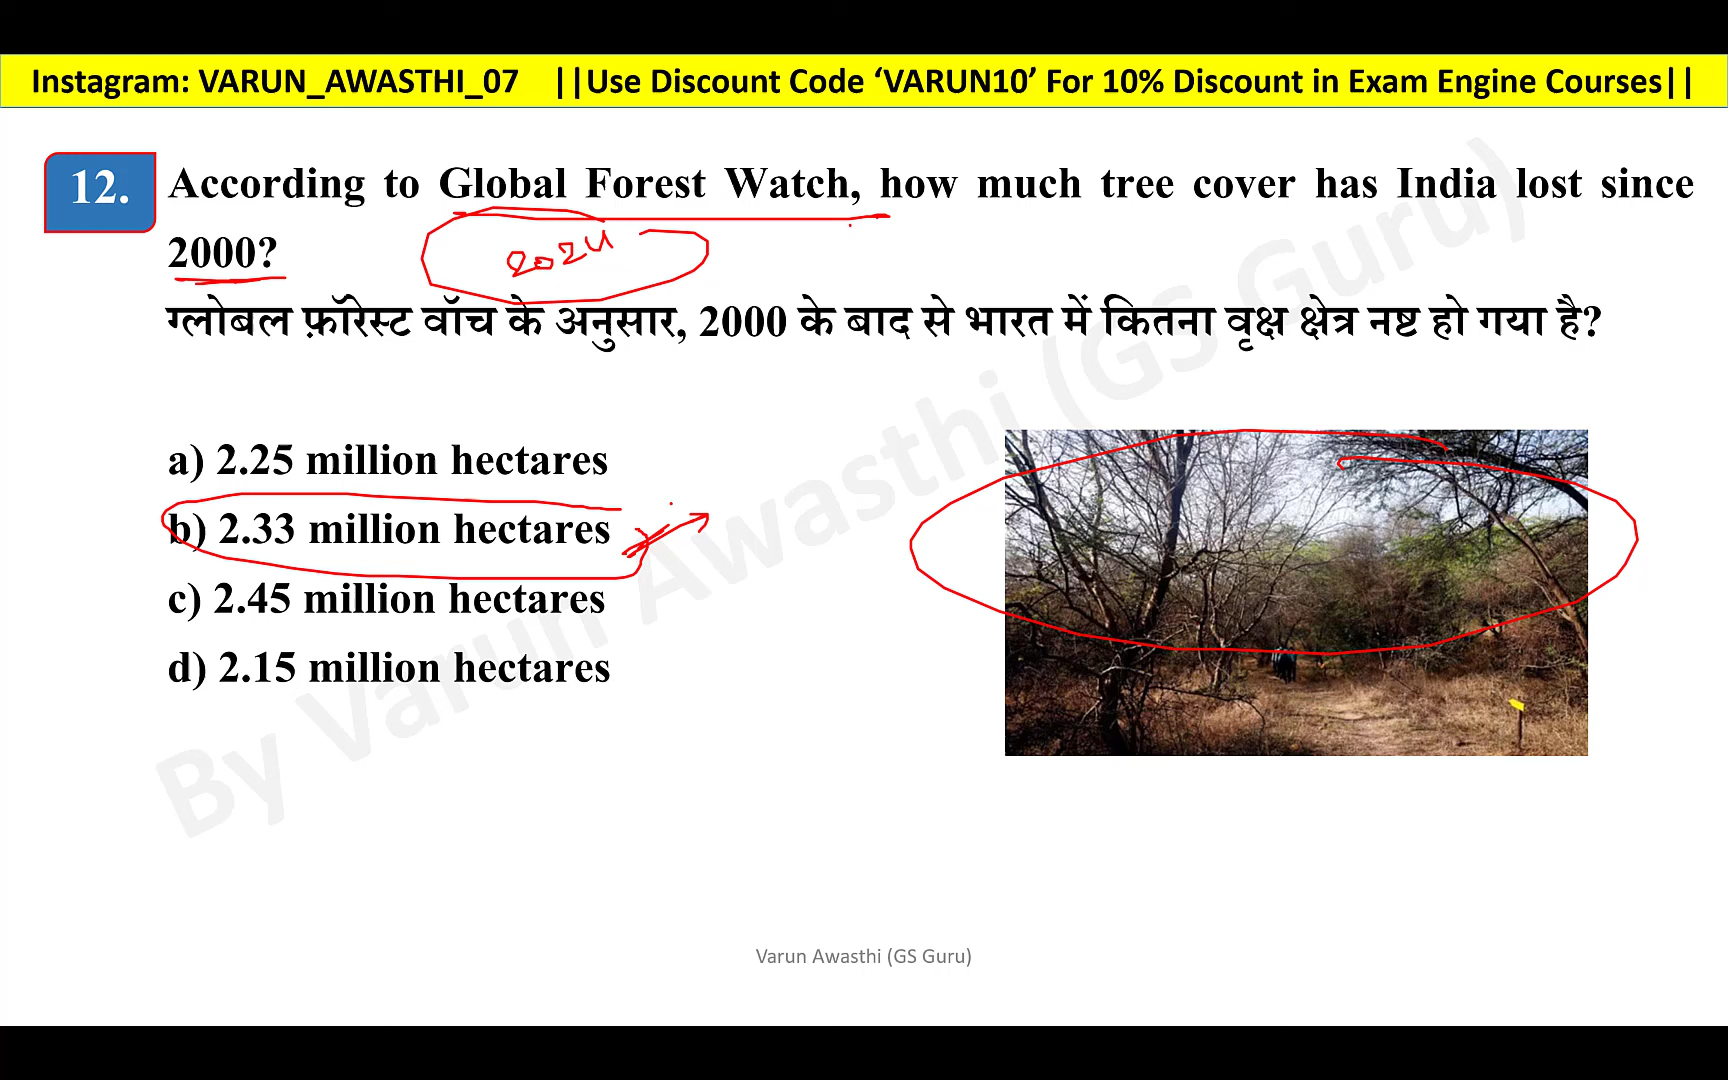 Instagram: VARUN_AWASTHI_07 ||Use Discount Code ‘VARUN10’ For 10% Discount in Exam Engine Courses||
12. According to Global Forest Watch, how much tree cover has India lost since
2000?
2024
ग्लोबल फ़ॉरेस्ट वॉच के अनुसार, 2000 के बाद से भारत में कितना वृक्ष क्षेत्र नष्ट हो गया है?
a) 2.25 million hectares
b) 2.33 million hectares
c) 2.45 million hectares
d) 2.15 million hectares
By Varun Awasthi (GS Guru)
Varun Awasthi (GS Guru)